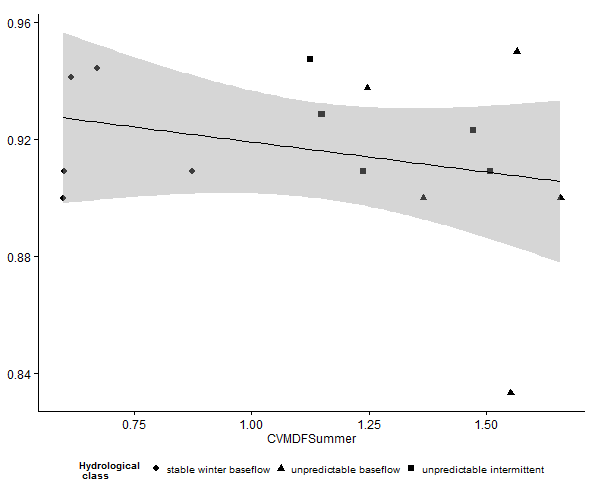 0.96
0.92
0.88
0.84
0.75 1.00 1.25 1.50
CVMDFSummer
Hydrological
class
stable winter baseflow unpredictable baseflow unpredictable intermittent